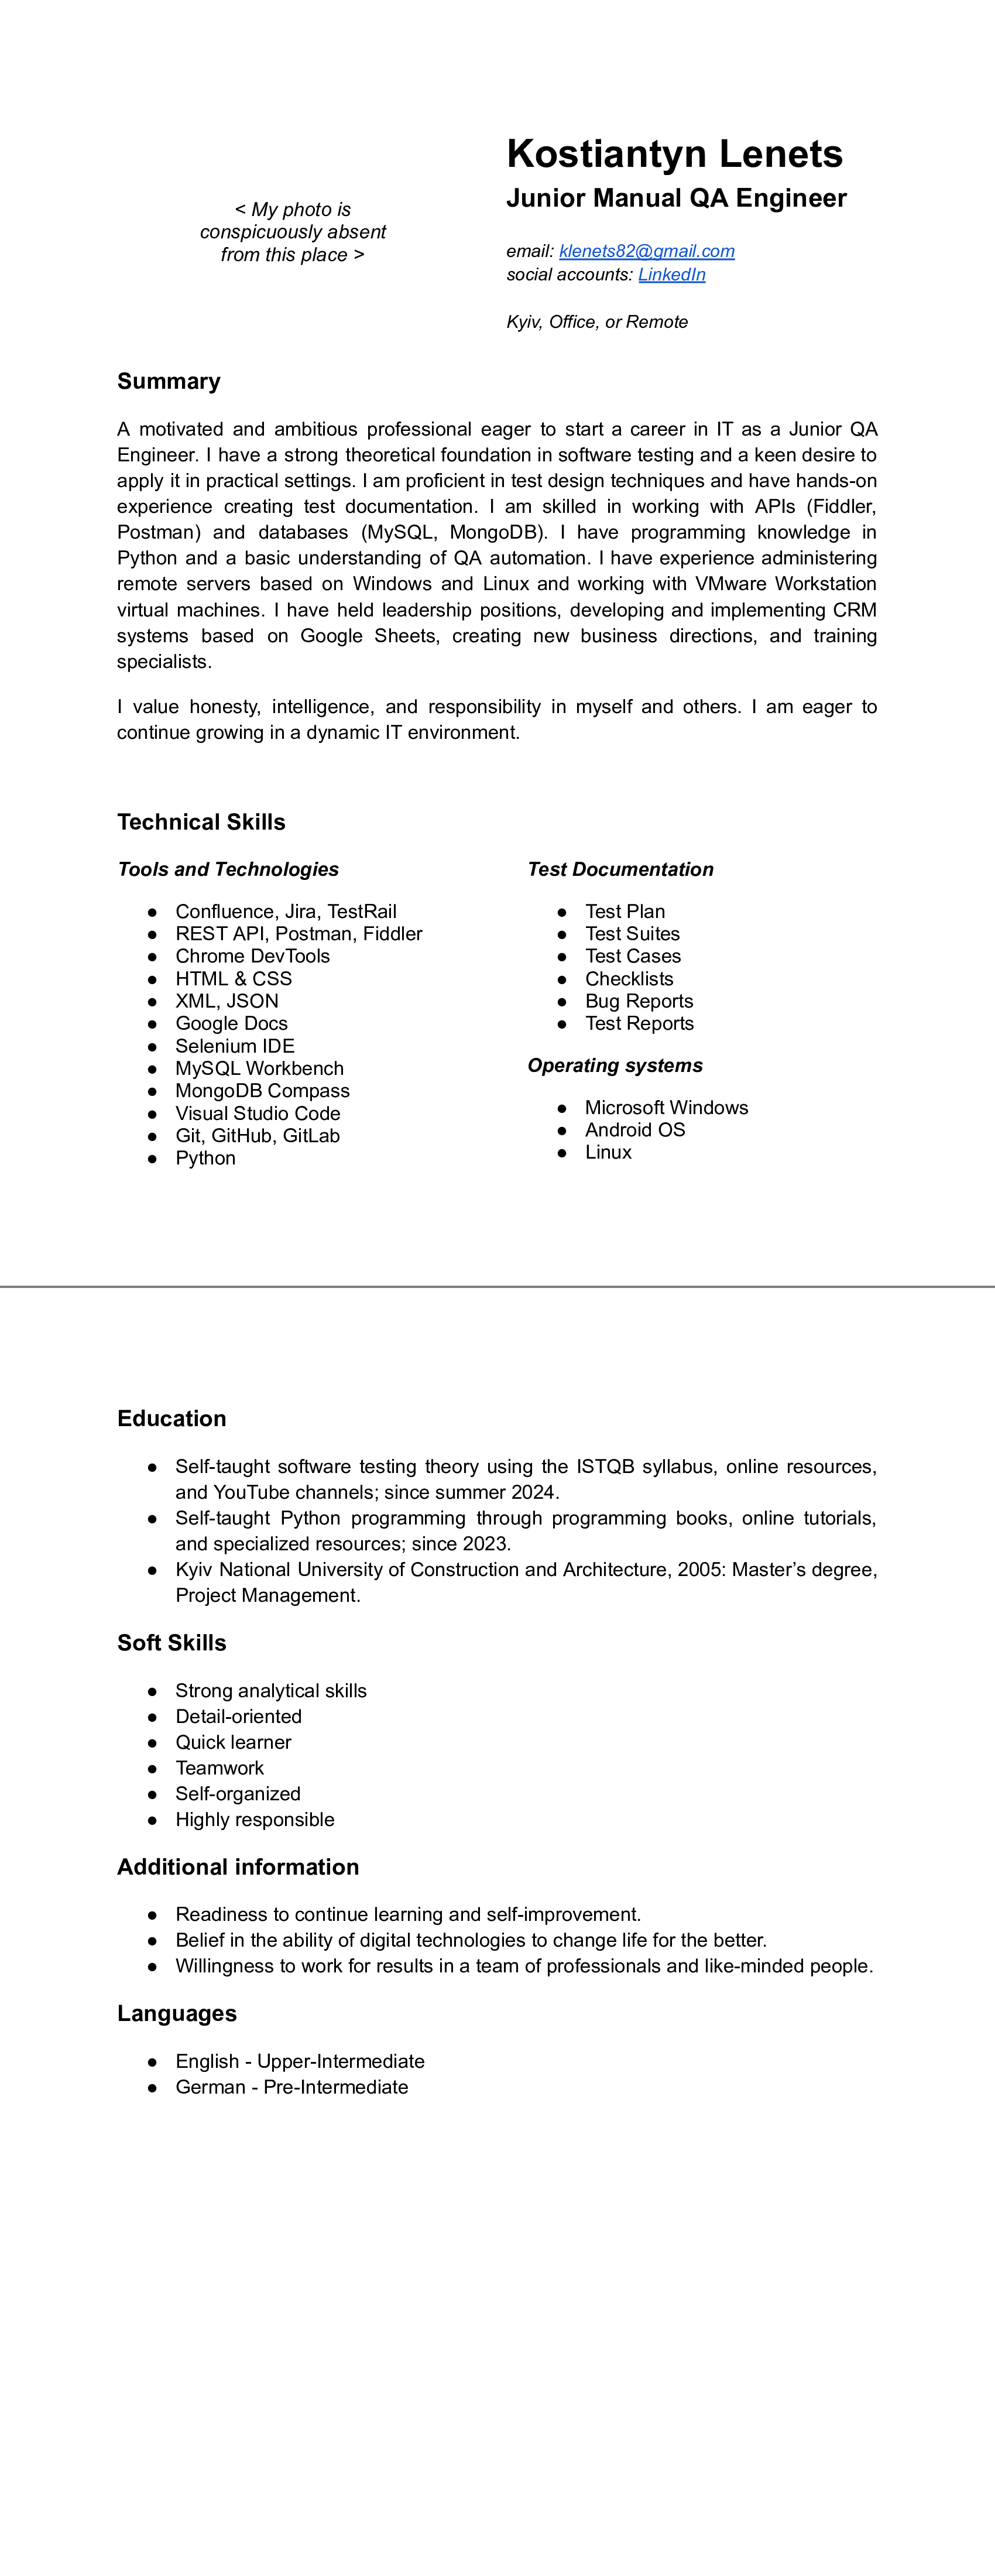 < My photo is
conspicuously absent
from this place >
Kostiantyn Lenets
Junior Manual QA Engineer
email: klenets82@gmail.com
social accounts: LinkedIn
Kyiv, Office, or Remote
Summary
A motivated and ambitious professional eager to start a career in IT as a Junior QA
Engineer. I have a strong theoretical foundation in software testing and a keen desire to
apply it in practical settings. I am proficient in test design techniques and have hands-on
experience creating test documentation. I am skilled in working with APIs (Fiddler,
Postman) and databases (MySQL, MongoDB). I have programming knowledge in
Python and a basic understanding of QA automation. I have experience administering
remote servers based on Windows and Linux and working with VMware Workstation
virtual machines. I have held leadership positions, developing and implementing CRM
systems based on Google Sheets, creating new business directions, and training
specialists.
I value honesty, intelligence, and responsibility in myself and others. I am eager to
continue growing in a dynamic IT environment.
Technical Skills
Tools and Technologies
● Confluence, Jira, TestRail
● REST API, Postman, Fiddler
● Chrome DevTools
● HTML & CSS
● XML, JSON
● Google Docs
● Selenium IDE
● MySQL Workbench
● MongoDB Compass
● Visual Studio Code
● Git, GitHub, GitLab
● Python
Test Documentation
● Test Plan
● Test Suites
● Test Cases
● Checklists
● Bug Reports
● Test Reports
Operating systems
● Microsoft Windows
● Android OS
● Linux
Education
● Self-taught software testing theory using the ISTQB syllabus, online resources,
and YouTube channels; since summer 2024.
● Self-taught Python programming through programming books, online tutorials,
and specialized resources; since 2023.
● Kyiv National University of Construction and Architecture, 2005: Master’s degree,
Project Management.
Soft Skills
● Strong analytical skills
● Detail-oriented
● Quick learner
● Teamwork
● Self-organized
● Highly responsible
Additional information
● Readiness to continue learning and self-improvement.
● Belief in the ability of digital technologies to change life for the better.
● Willingness to work for results in a team of professionals and like-minded people.
Languages
● English - Upper-Intermediate
● German - Pre-Intermediate